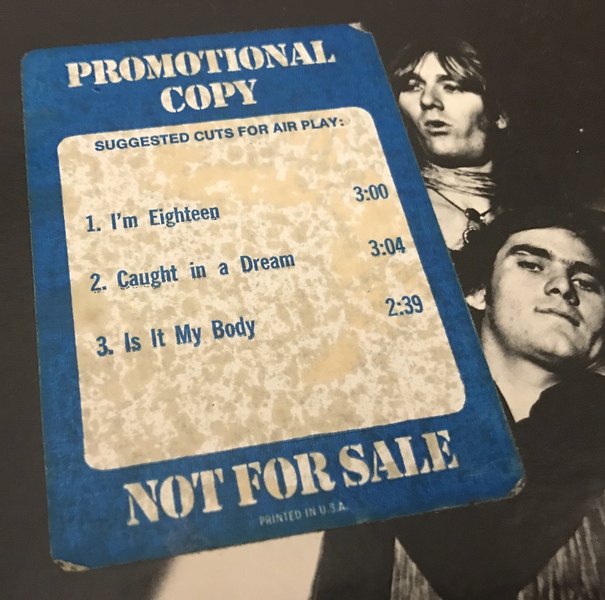 PROMOTIONAL
COPY
SUGGESTED CUTS FOR AIR PLAY:
1. I'm Eighteen 3:00
2. Caught in a Dream 3:04
3. Is It My Body 2:39
NOT FOR SALE
PRINTED IN U.S.A.